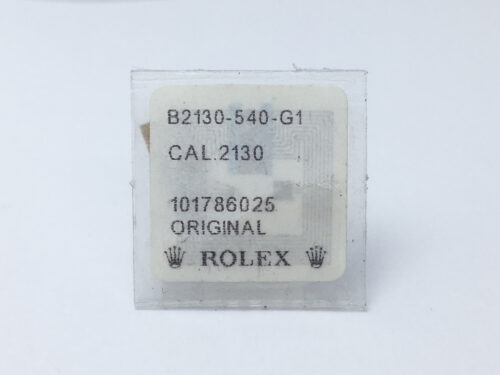 B2130-540-G1
CAL.2130
101786025
ORIGINAL
ROLEX